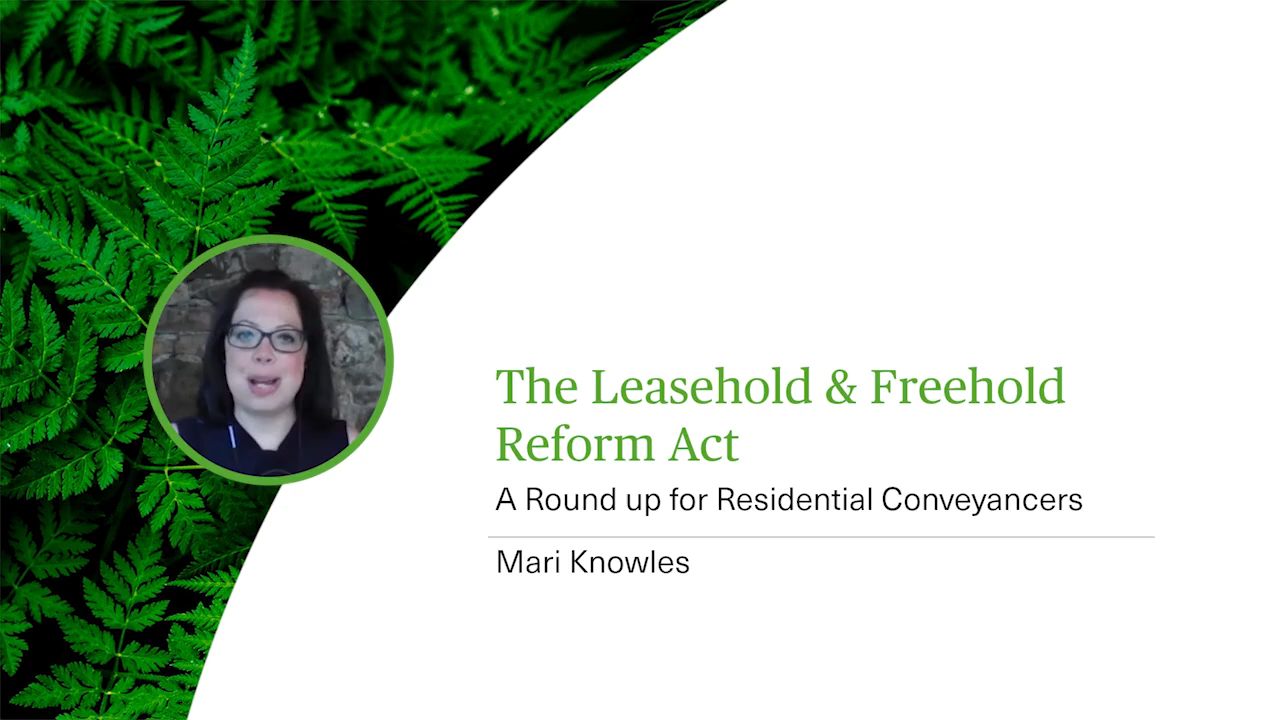 The Leasehold & Freehold
Reform Act
A Round up for Residential Conveyancers
Mari Knowles